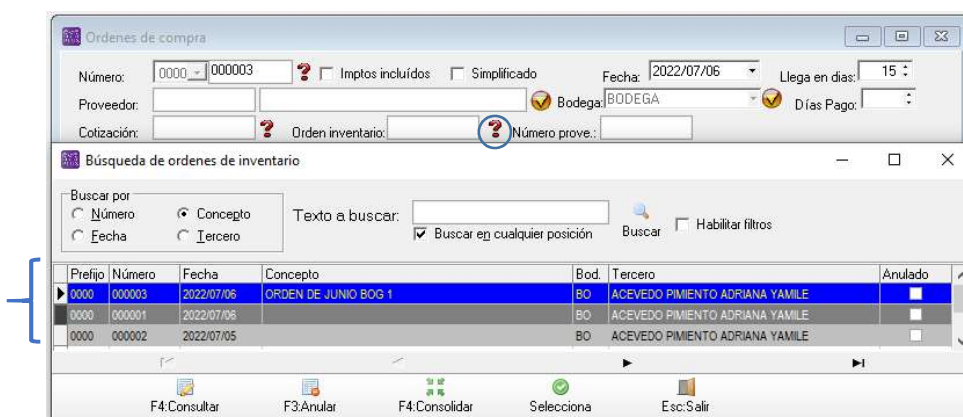 Ordenes de compra
Número: 0000 000003 Imptos incluídos Simplificado Fecha: 2022/07/06 Llega en dias: 15
Proveedor: Bodega: BODEGA Días Pago:
Cotización: Orden inventario: Número prove.:
Búsqueda de ordenes de inventario
Buscar por
Número Concepto Texto a buscar: Buscar Habilitar filtros
Fecha Tercero Buscar en cualquier posición
Prefijo Número Fecha Concepto Bod. Tercero Anulado
0000 000003 2022/07/06 ORDEN DE JUNIO BOG 1 BO ACEVEDO PIMIENTO ADRIANA YAMILE
0000 000001 2022/07/06 BO ACEVEDO PIMIENTO ADRIANA YAMILE
0000 000002 2022/07/05 BO ACEVEDO PIMIENTO ADRIANA YAMILE
F4:Consultar F3:Anular F4:Consolidar Selecciona Esc:Salir